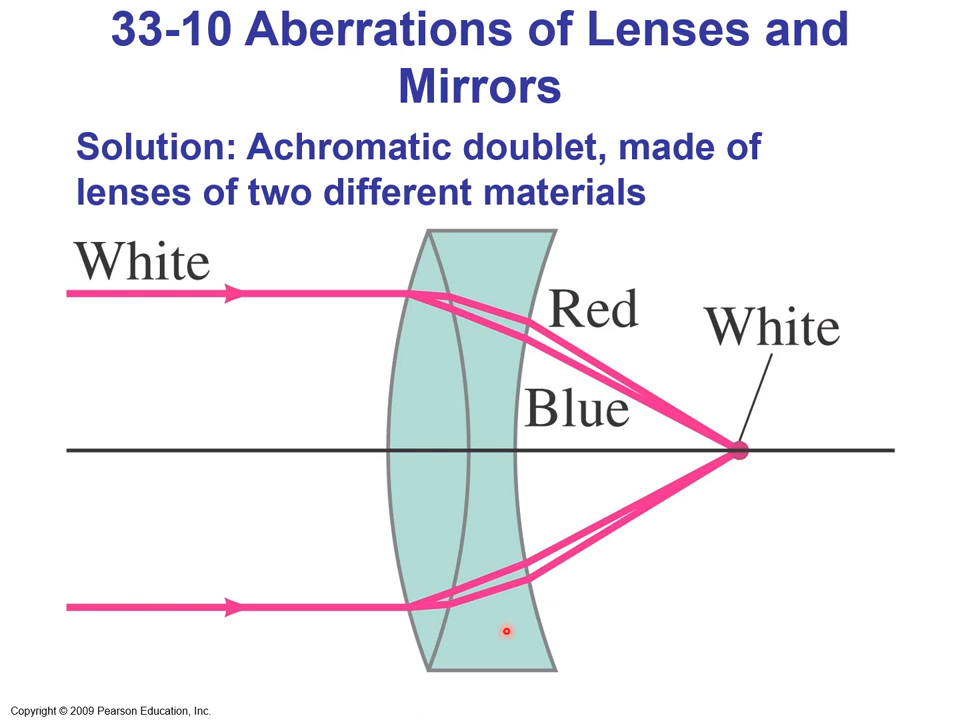 33-10 Aberrations of Lenses and
Mirrors
Solution: Achromatic doublet, made of
lenses of two different materials
White
Red
White
Blue
Copyright © 2009 Pearson Education, Inc.